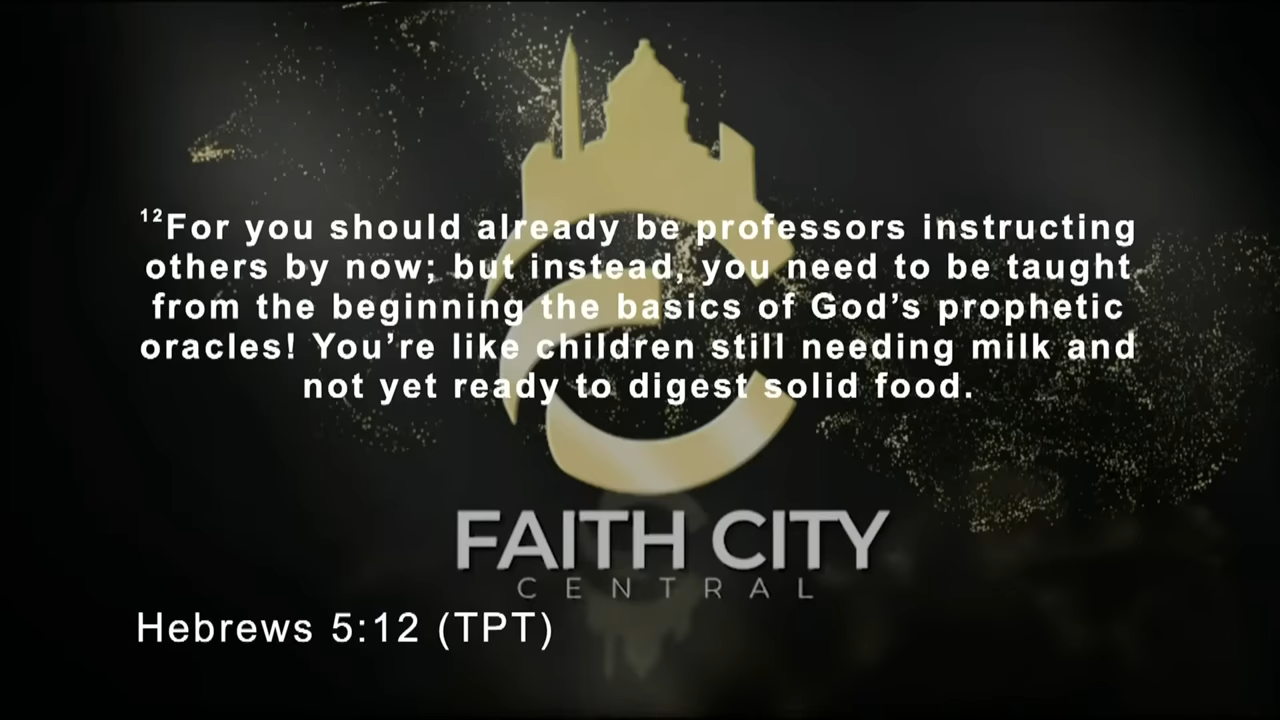 ¹²For you should already be professors instructing
others by now; but instead, you need to be taught
from the beginning the basics of God’s prophetic
oracles! You’re like children still needing milk and
not yet ready to digest solid food.
FAITH CITY
CENTRAL
Hebrews 5:12 (TPT)